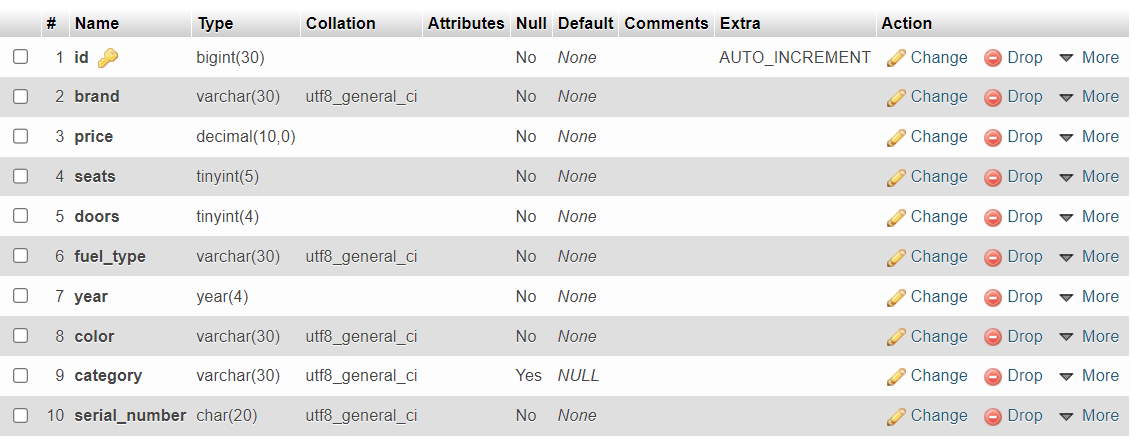 # Name Type Collation Attributes Null Default Comments Extra Action
1 id bigint(30) No None AUTO_INCREMENT Change Drop More
2 brand varchar(30) utf8_general_ci No None Change Drop More
3 price decimal(10,0) No None Change Drop More
4 seats tinyint(5) No None Change Drop More
5 doors tinyint(4) No None Change Drop More
6 fuel_type varchar(30) utf8_general_ci No None Change Drop More
7 year year(4) No None Change Drop More
8 color varchar(30) utf8_general_ci No None Change Drop More
9 category varchar(30) utf8_general_ci Yes NULL Change Drop More
10 serial_number char(20) utf8_general_ci No None Change Drop More